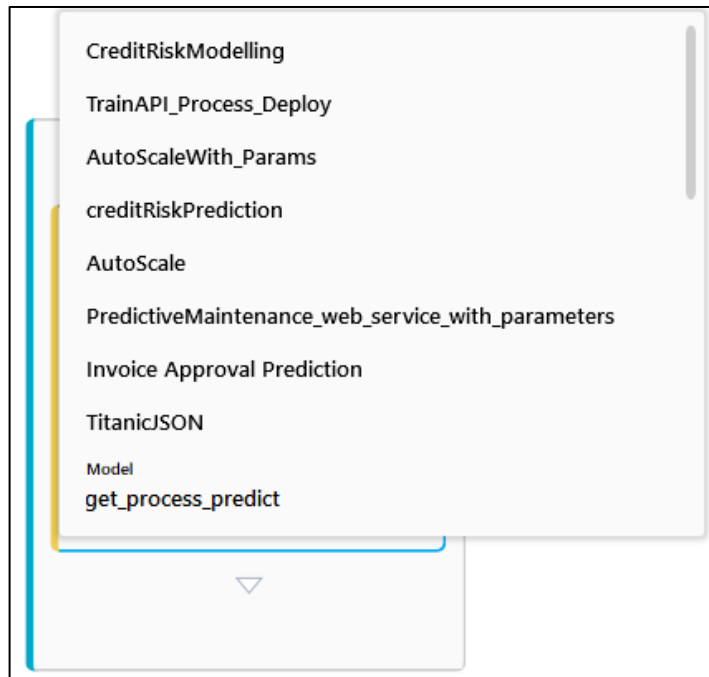 CreditRiskModelling
TrainAPI_Process_Deploy
AutoScaleWith_Params
creditRiskPrediction
AutoScale
PredictiveMaintenance_web_service_with_parameters
Invoice Approval Prediction
TitanicJSON
Model
get_process_predict